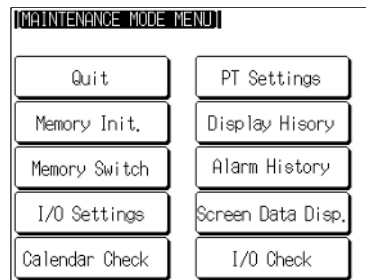 [MAINTENANCE MODE MENU]
Quit
PT Settings
Memory Init.
Display Hisory
Memory Switch
Alarm History
I/O Settings
Screen Data Disp.
Calendar Check
I/O Check